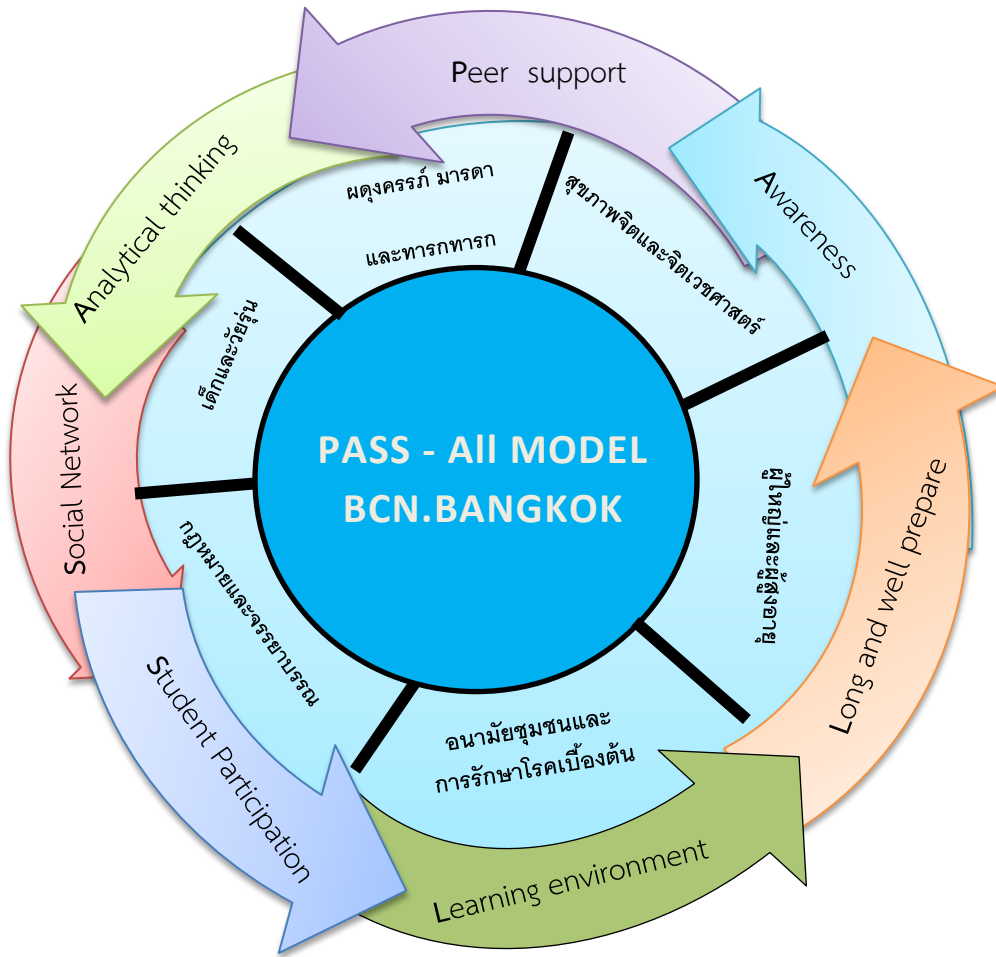 Peer support
Analytical thinking
Social Network
Student Participation
Learning environment
Long and well prepare
Awareness
ผดุงครรภ์ มารดา
และทารกทารก
เด็กและวัยรุ่น
กฎหมายและจรรยาบรรณ
อนามัยชุมชนและ
การรักษาโรคเบื้องต้น
ผู้ใหญ่และผู้สูงอายุ
สุขภาพจิตและจิตเวชศาสตร์
PASS - All MODEL
BCN.BANGKOK